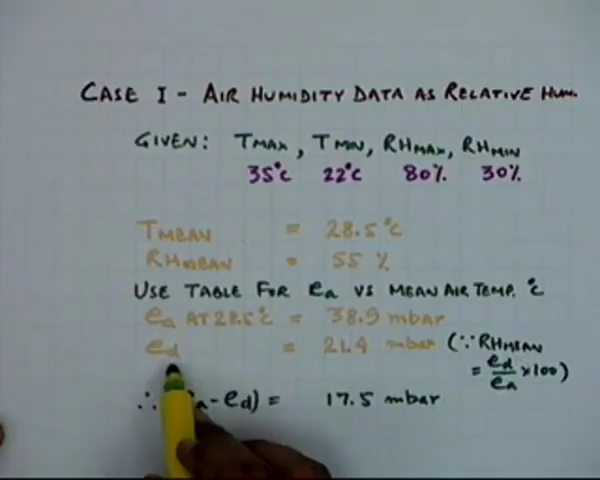 CASE I - AIR HUMIDITY DATA AS RELATIVE HUM.
GIVEN: TMAX, TMIN, RHMAX, RHMIN
35°C 22°C 80% 30%
TMEAN = 28.5°C
RHMEAN = 55 %
USE TABLE FOR ea VS MEAN AIR TEMP. °C
ea AT 28.5°C = 38.9 mbar
ed = 21.4 mbar (∵ RHMEAN
= ed/ea ×100)
∴ a - ed) = 17.5 mbar